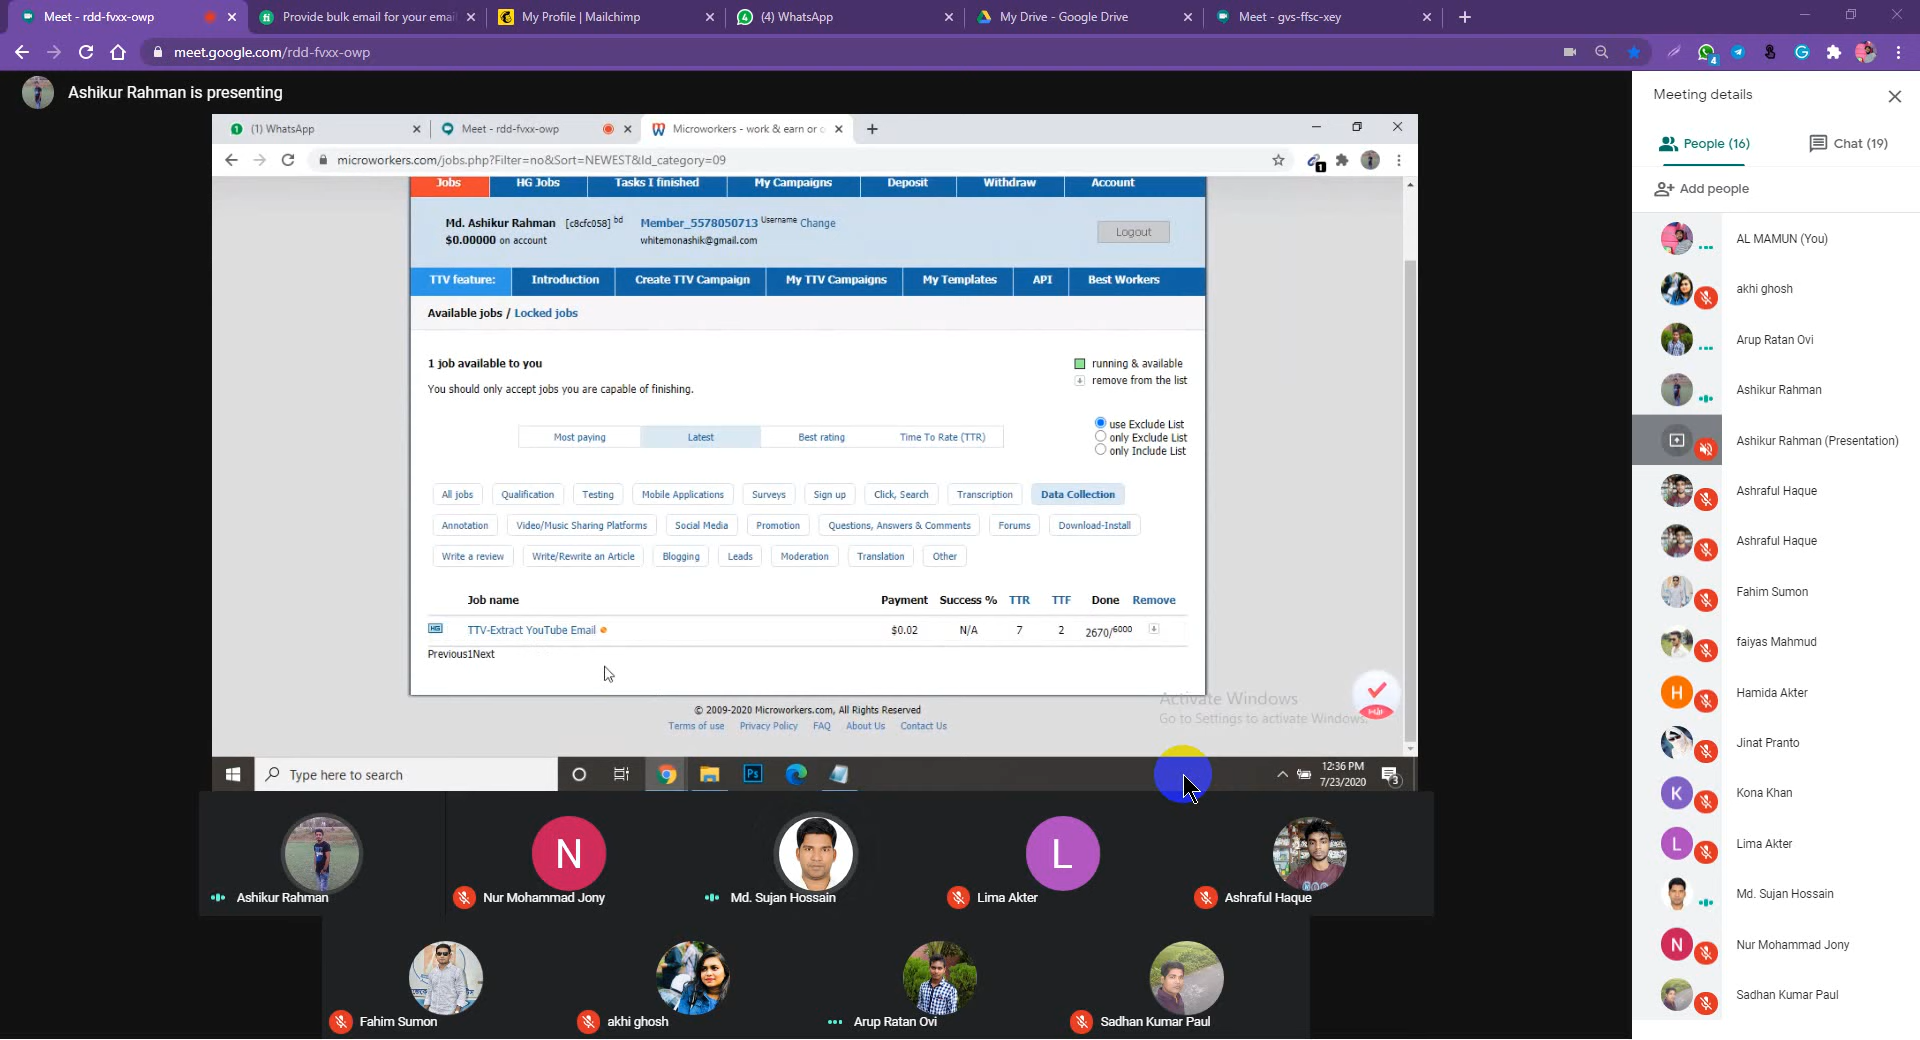 Meet - rdd-fvxx-owp
Provide bulk email for your emai
My Profile | Mailchimp
(4) WhatsApp
My Drive - Google Drive
Meet - gvs-ffsc-xey
meet.google.com/rdd-fvxx-owp
4
Ashikur Rahman is presenting
(1) WhatsApp
Meet - rdd-fvxx-owp
Microworkers - work & earn or o
microworkers.com/jobs.php?Filter=no&Sort=NEWEST&Id_category=09
1
Jobs
HG Jobs
Tasks I finished
My Campaigns
Deposit
Withdraw
Account
Md. Ashikur Rahman [c8cfc058] bd
Member_5578050713 Username Change
$0.00000 on account
whitemonashik@gmail.com
Logout
TTV feature:
Introduction
Create TTV Campaign
My TTV Campaigns
My Templates
API
Best Workers
Available jobs / Locked jobs
1 job available to you
running & available
remove from the list
You should only accept jobs you are capable of finishing.
use Exclude List
only Exclude List
only Include List
Most paying
Latest
Best rating
Time To Rate (TTR)
All jobs
Qualification
Testing
Mobile Applications
Surveys
Sign up
Click, Search
Transcription
Data Collection
Annotation
Video/Music Sharing Platforms
Social Media
Promotion
Questions, Answers & Comments
Forums
Download-Install
Write a review
Write/Rewrite an Article
Blogging
Leads
Moderation
Translation
Other
Job name Payment Success % TTR TTF Done Remove
HG TTV-Extract YouTube Email $0.02 N/A 7 2 2670/6000
Previous1Next
Activate Windows
Go to Settings to activate Windows.
© 2009-2020 Microworkers.com, All Rights Reserved
Terms of use Privacy Policy FAQ About Us Contact Us
Type here to search
Ps
12:36 PM
7/23/2020
3
Ashikur Rahman
N
Nur Mohammad Jony
Md. Sujan Hossain
L
Lima Akter
Ashraful Haque
Fahim Sumon
akhi ghosh
Arup Ratan Ovi
Sadhan Kumar Paul
Meeting details
People (16)
Chat (19)
Add people
AL MAMUN (You)
akhi ghosh
Arup Ratan Ovi
Ashikur Rahman
Ashikur Rahman (Presentation)
Ashraful Haque
Ashraful Haque
Fahim Sumon
faiyas Mahmud
H
Hamida Akter
Jinat Pranto
K
Kona Khan
L
Lima Akter
Md. Sujan Hossain
N
Nur Mohammad Jony
Sadhan Kumar Paul